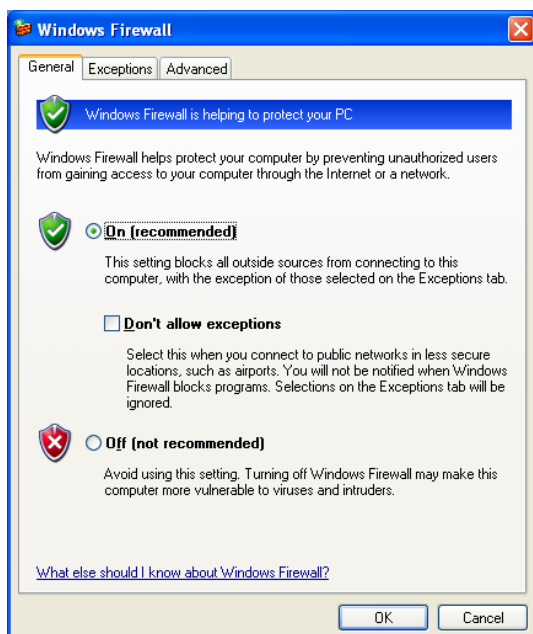 Windows Firewall
General Exceptions Advanced
Windows Firewall is helping to protect your PC
Windows Firewall helps protect your computer by preventing unauthorized users
from gaining access to your computer through the Internet or a network.
On (recommended)
This setting blocks all outside sources from connecting to this
computer, with the exception of those selected on the Exceptions tab.
Don't allow exceptions
Select this when you connect to public networks in less secure
locations, such as airports. You will not be notified when Windows
Firewall blocks programs. Selections on the Exceptions tab will be
ignored.
Off (not recommended)
Avoid using this setting. Turning off Windows Firewall may make this
computer more vulnerable to viruses and intruders.
What else should I know about Windows Firewall?
OK Cancel